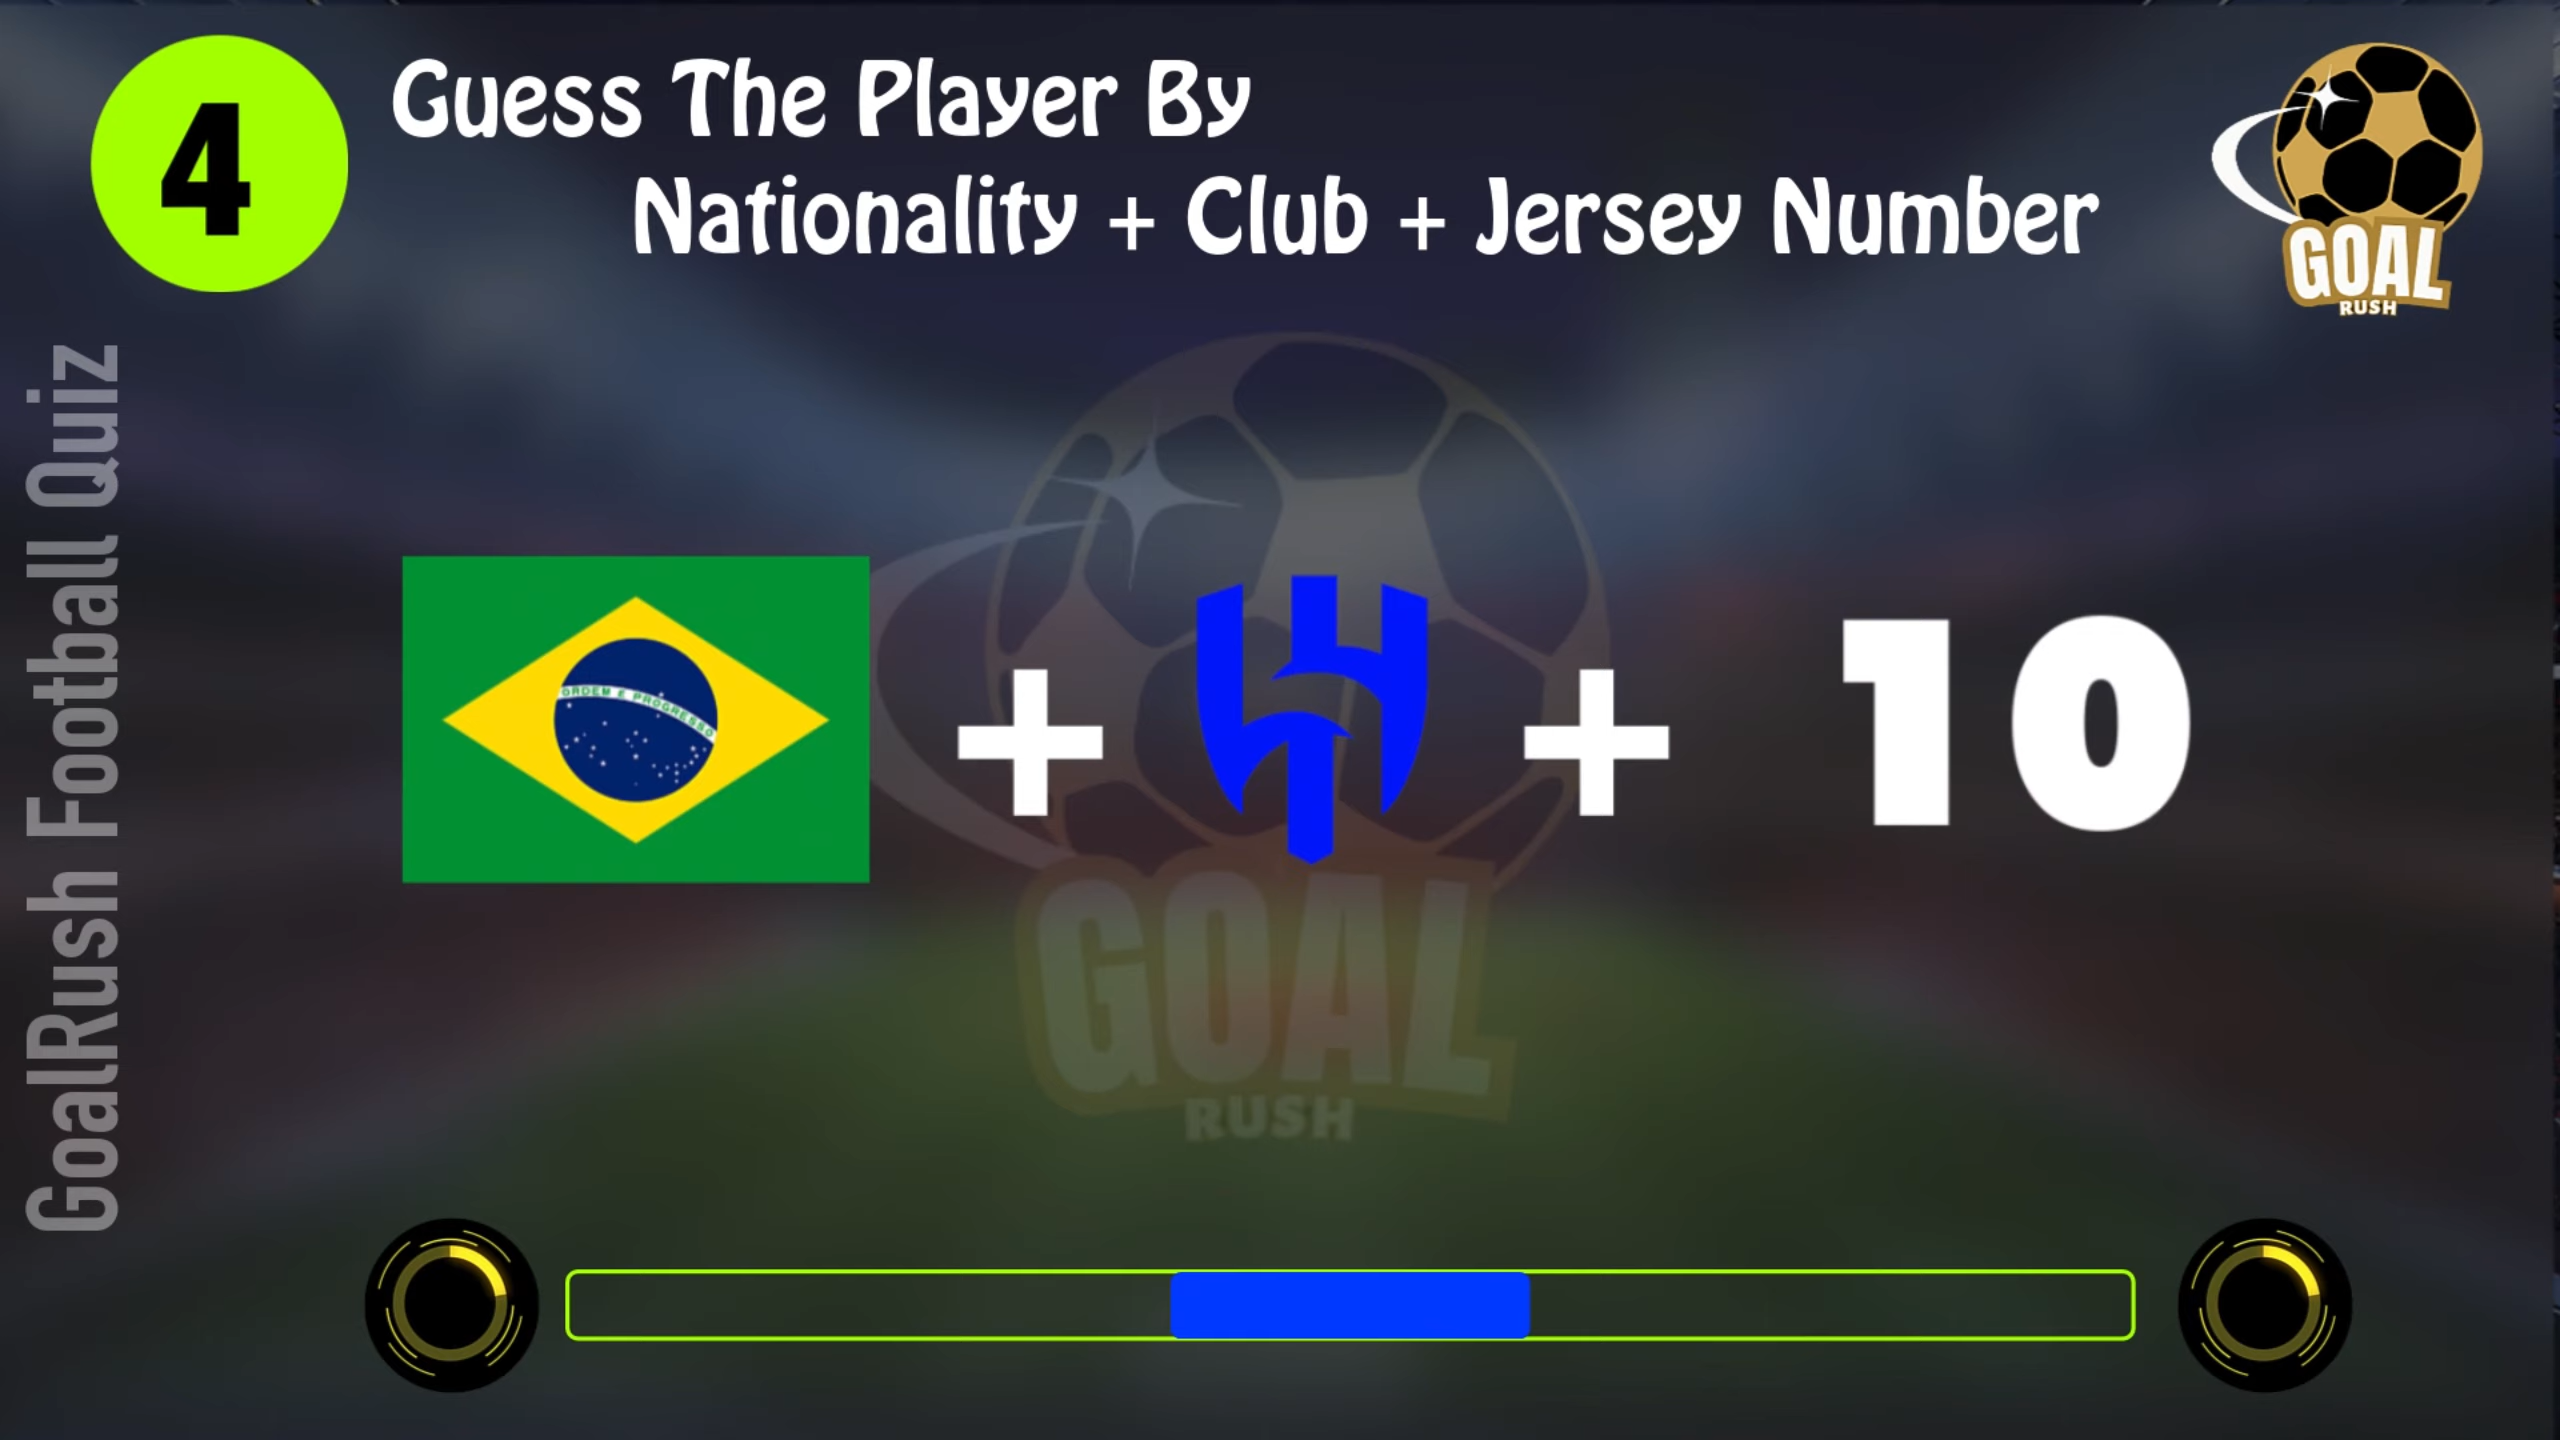 4
Guess The Player By
Nationality + Club + Jersey Number
GOAL
RUSH
GoalRush Football Quiz
ORDEM E PROGRESSO
+ + 10
GOAL
RUSH